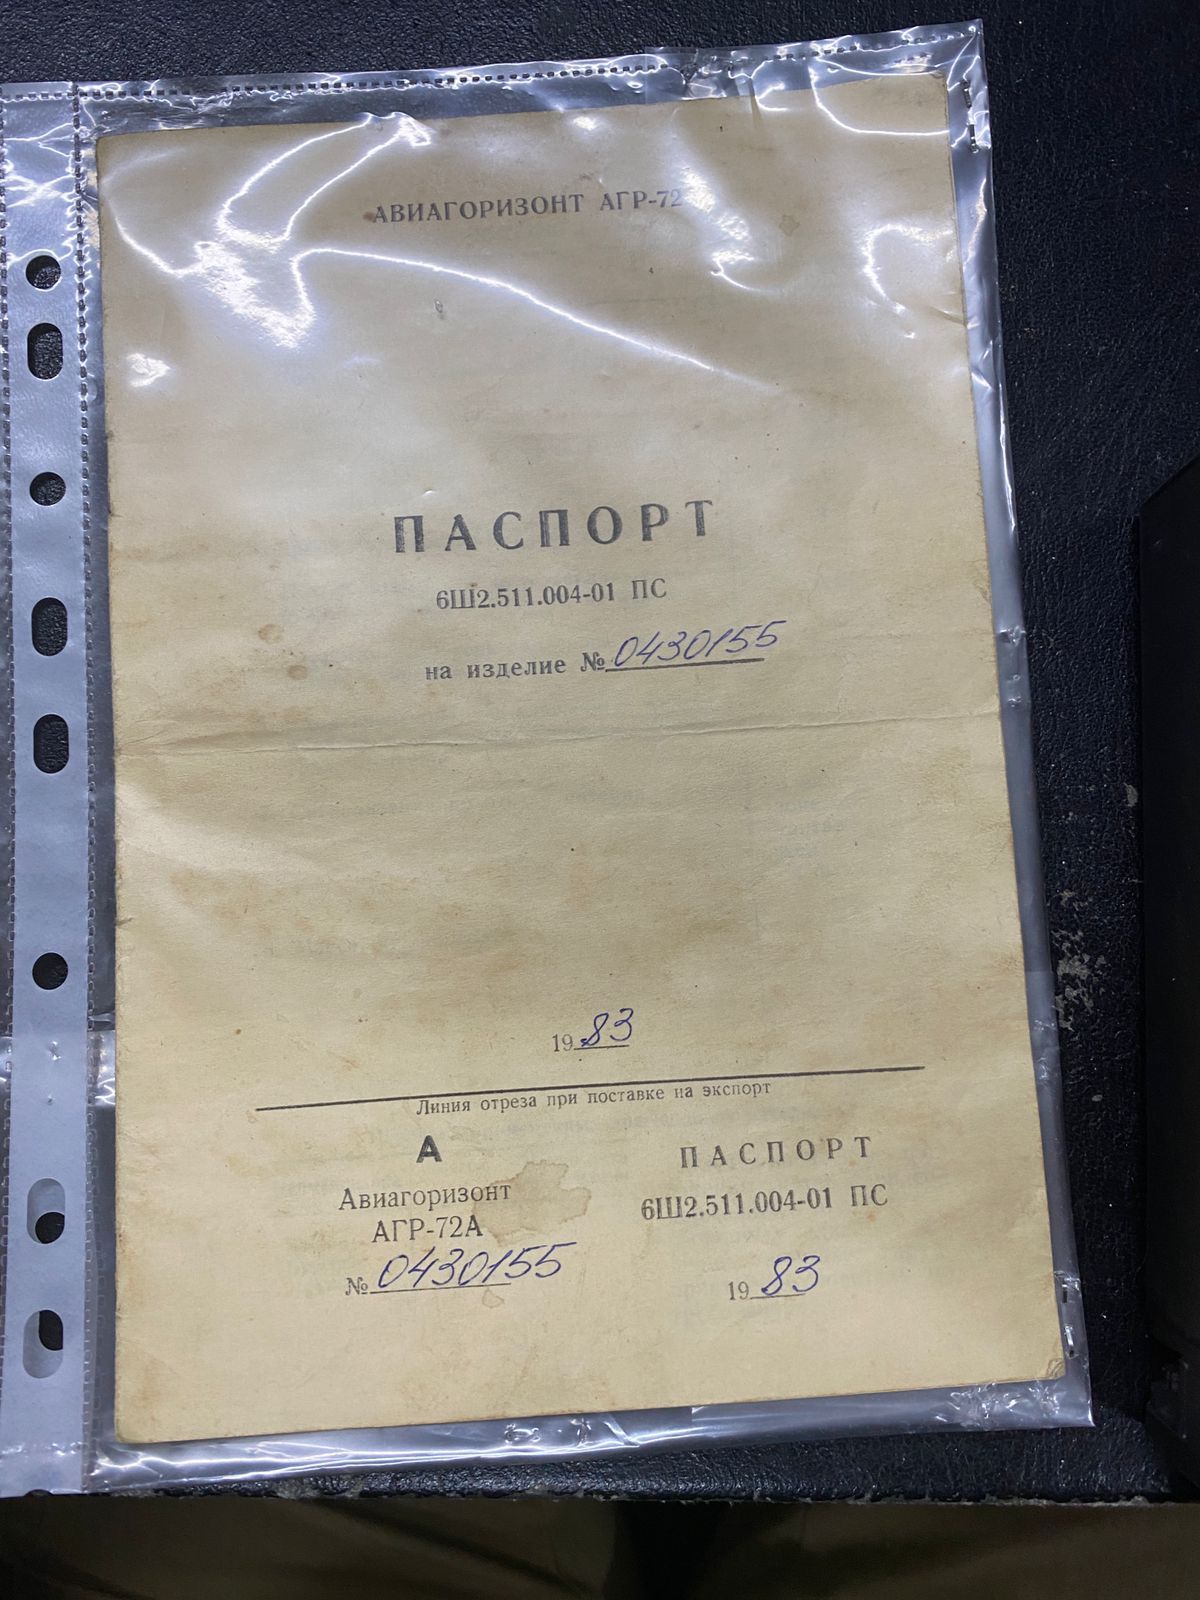 АВИАГОРИЗОНТ АГР-72
ПАСПОРТ
6Ш2.511.004-01 ПС
на изделие № 0430155
19 83
Линия отреза при поставке на экспорт
А
Авиагоризонт
АГР-72А
№ 0430155
ПАСПОРТ
6Ш2.511.004-01 ПС
19 83